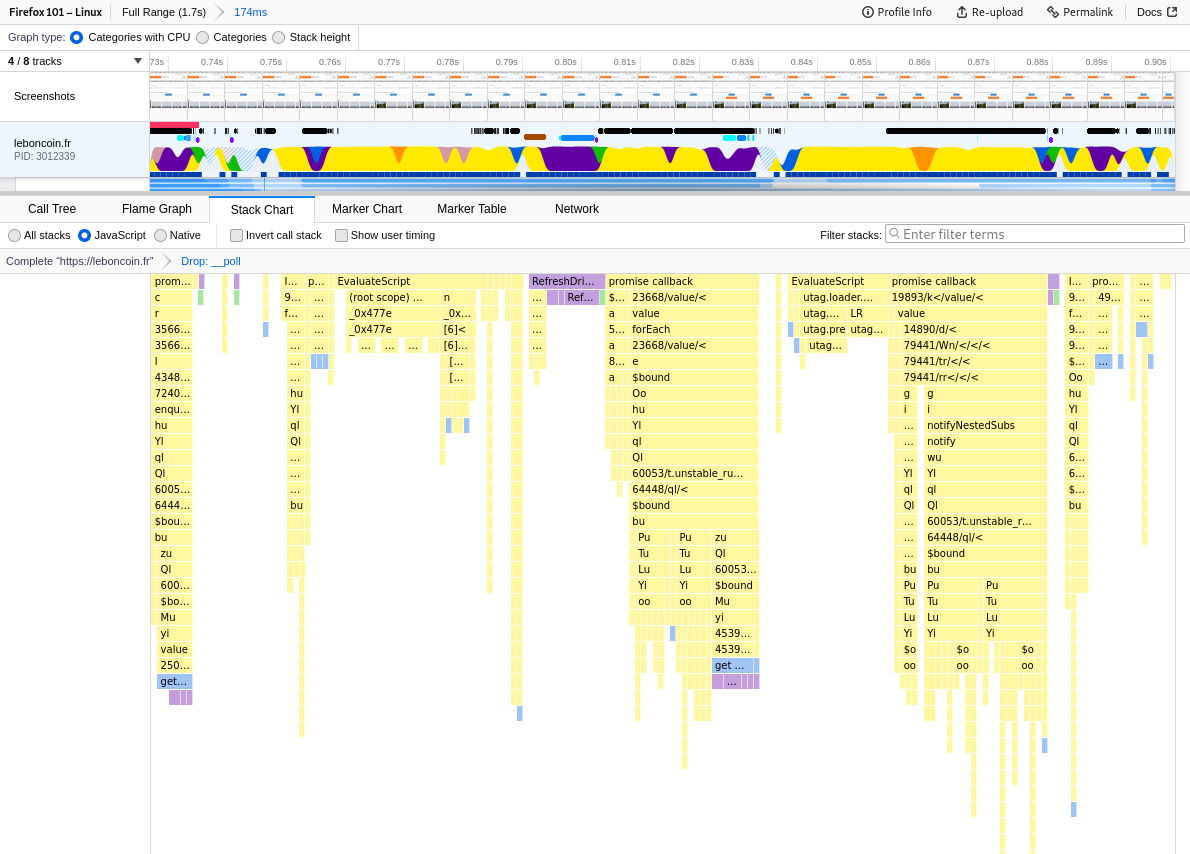 Firefox 101 – Linux Full Range (1.7s) 174ms Profile Info Re-upload Permalink Docs
Graph type: Categories with CPU Categories Stack height
4 / 8 tracks 73s 0.74s 0.75s 0.76s 0.77s 0.78s 0.79s 0.80s 0.81s 0.82s 0.83s 0.84s 0.85s 0.86s 0.87s 0.88s 0.89s 0.90s
Screenshots
leboncoin.fr
PID: 3012339
Call Tree Flame Graph Stack Chart Marker Chart Marker Table Network
All stacks JavaScript Native Invert call stack Show user timing Filter stacks: Enter filter terms
Complete “https://leboncoin.fr” Drop: __poll
prom… I… p… EvaluateScript RefreshDri… promise callback EvaluateScript promise callback I… pro… …
c 9… … (root scope) … n … Ref… $… 23668/value/< utag.loader.… 19893/k</value/< 9… 49… …
r f… … _0x477e _0x… … a value utag.… LR value f… … …
3566… … … _0x477e [6]< … 5… forEach utag.pre utag… 14890/d/< 9… …
3566… … … … … … [6]… … a 23668/value/< utag… 79441/Wn/</</< 9… …
l … [… 8… e 79441/tr/</< $… …
4348… … [… a $bound 79441/rr</</< Oo
7240… hu Oo g g hu
enqu… Yl hu i i Yl
hu ql Yl … notifyNestedSubs ql
Yl Ql ql … notify Ql
ql … Ql … wu 6…
Ql … 60053/t.unstable_ru… Yl Yl 6…
6005… … 64448/ql/< ql ql $…
6444… bu $bound Ql Ql bu
$bou… bu … 60053/t.unstable_r…
bu Pu Pu zu … 64448/ql/<
zu Tu Tu Ql … $bound
Ql Lu Lu 60053… bu bu
600… Yi Yi $bound Pu Pu Pu
$bo… oo oo Mu Tu Tu Tu
Mu yi Lu Lu Lu
yi 4539… Yi Yi Yi
value 4539… $o $o $o
250… get … oo oo oo
get… …